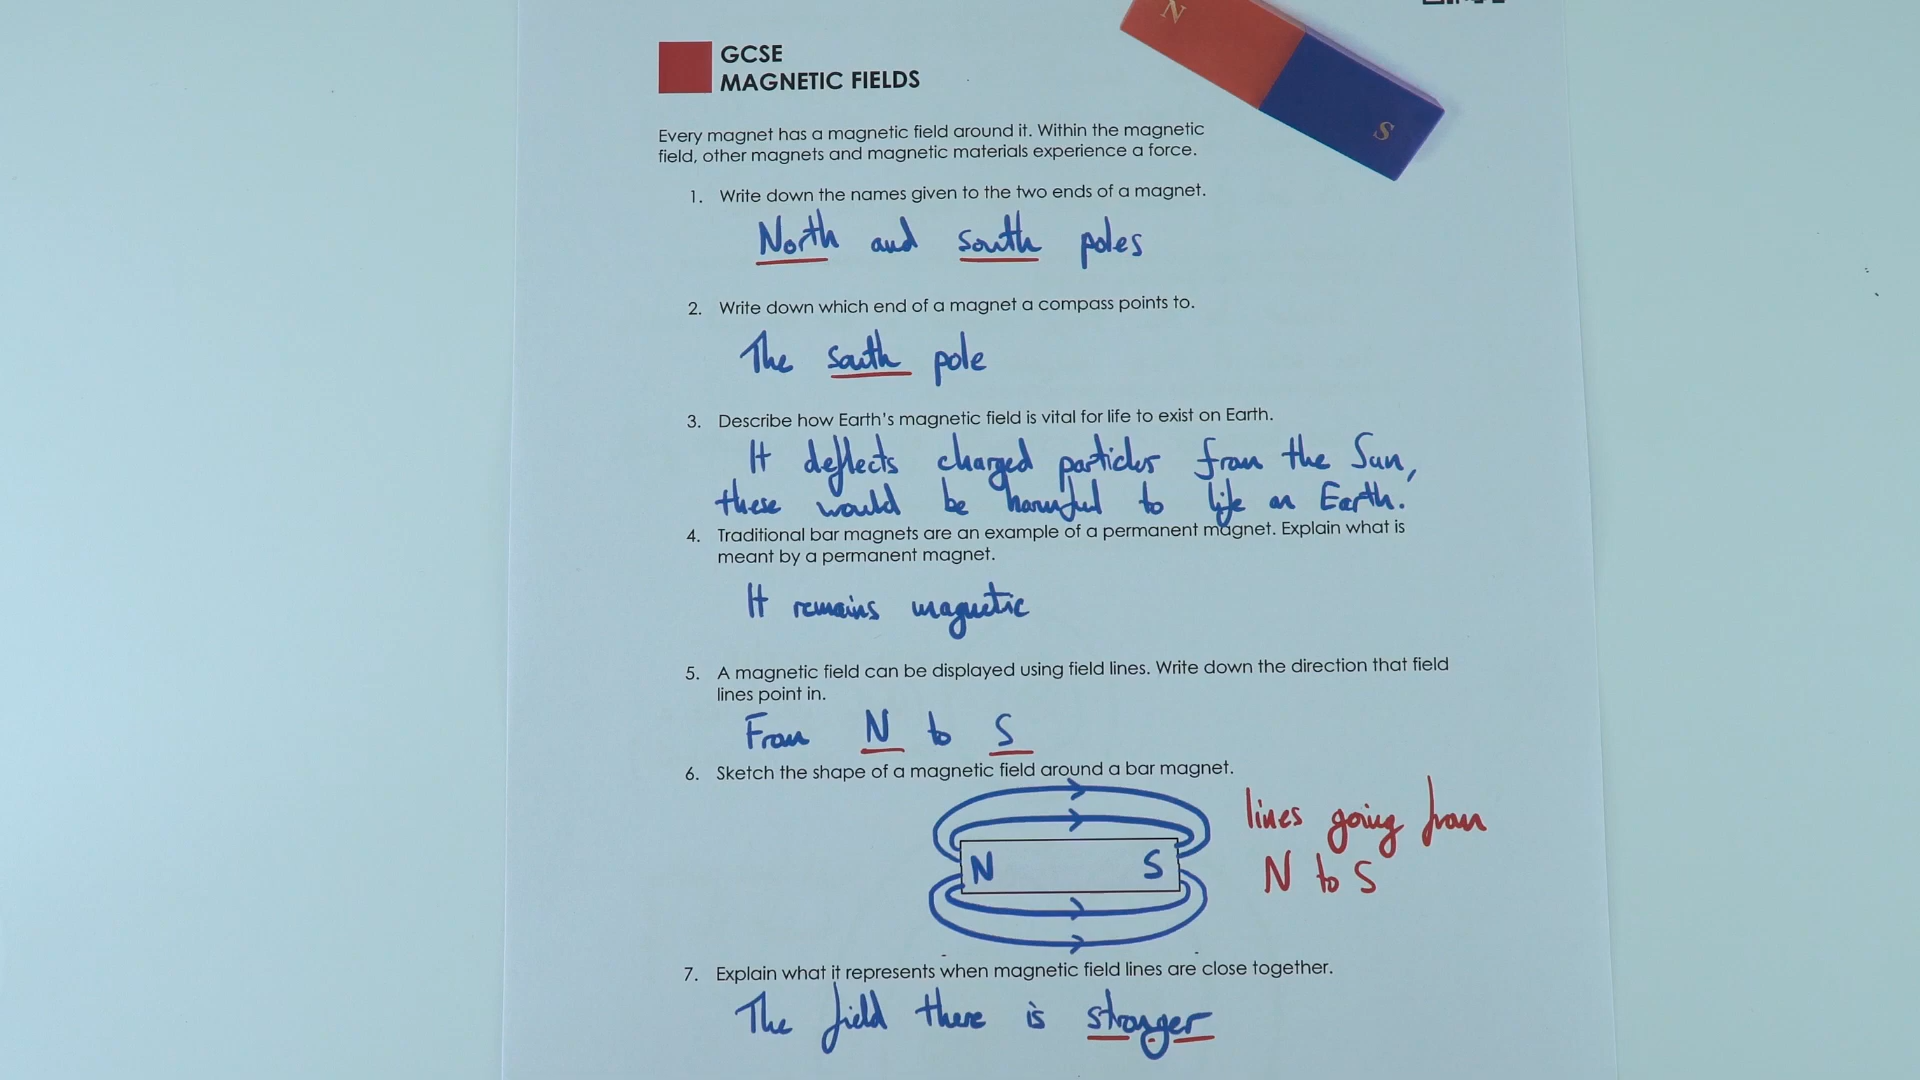 N
S
GCSE
MAGNETIC FIELDS
Every magnet has a magnetic field around it. Within the magnetic
field, other magnets and magnetic materials experience a force.
1. Write down the names given to the two ends of a magnet.
North and south poles
2. Write down which end of a magnet a compass points to.
The south pole
3. Describe how Earth's magnetic field is vital for life to exist on Earth.
It deflects charged particles from the Sun,
these would be harmful to life on Earth.
4. Traditional bar magnets are an example of a permanent magnet. Explain what is
meant by a permanent magnet.
It remains magnetic
5. A magnetic field can be displayed using field lines. Write down the direction that field
lines point in.
From N to S
6. Sketch the shape of a magnetic field around a bar magnet.
N S
lines going from
N to S
7. Explain what it represents when magnetic field lines are close together.
The field there is stronger